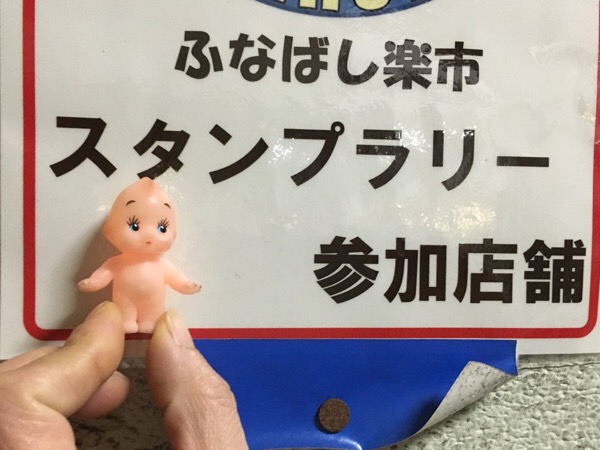 ふなばし楽市
スタンプラリー
参加店舗